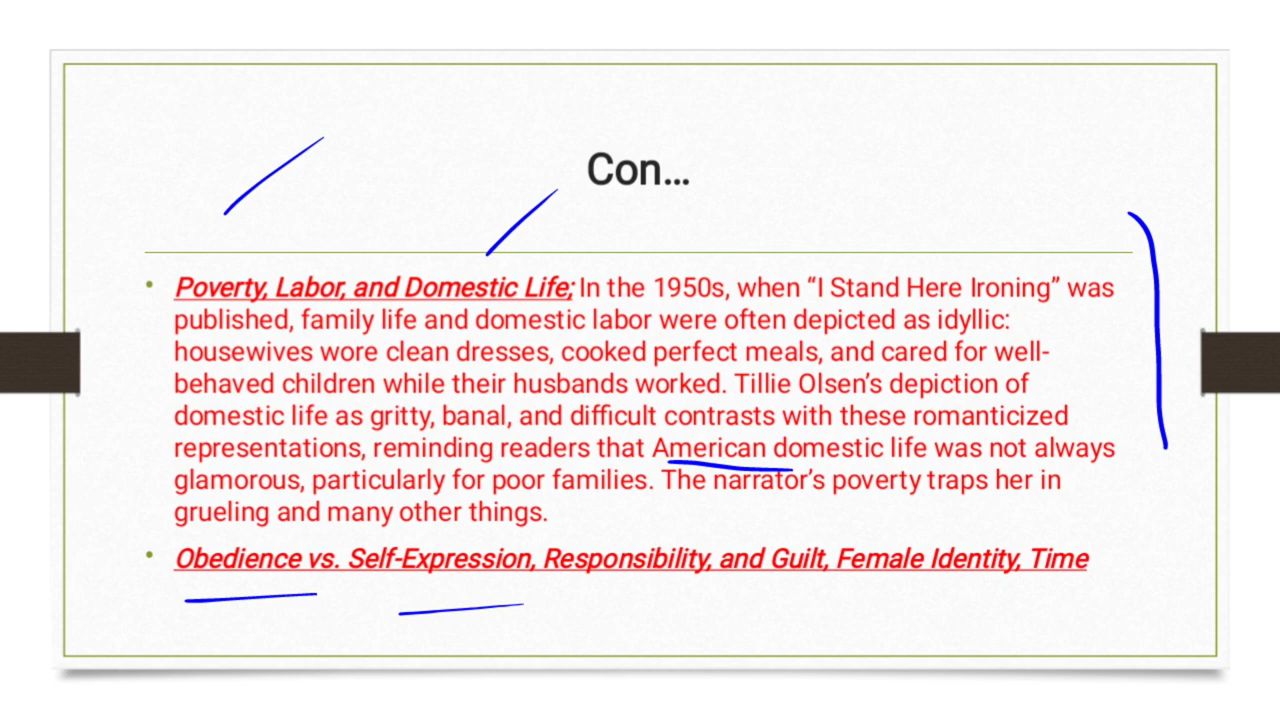 Con...
• Poverty, Labor, and Domestic Life; In the 1950s, when “I Stand Here Ironing” was
published, family life and domestic labor were often depicted as idyllic:
housewives wore clean dresses, cooked perfect meals, and cared for well-
behaved children while their husbands worked. Tillie Olsen’s depiction of
domestic life as gritty, banal, and difficult contrasts with these romanticized
representations, reminding readers that American domestic life was not always
glamorous, particularly for poor families. The narrator’s poverty traps her in
grueling and many other things.
• Obedience vs. Self-Expression, Responsibility, and Guilt, Female Identity, Time